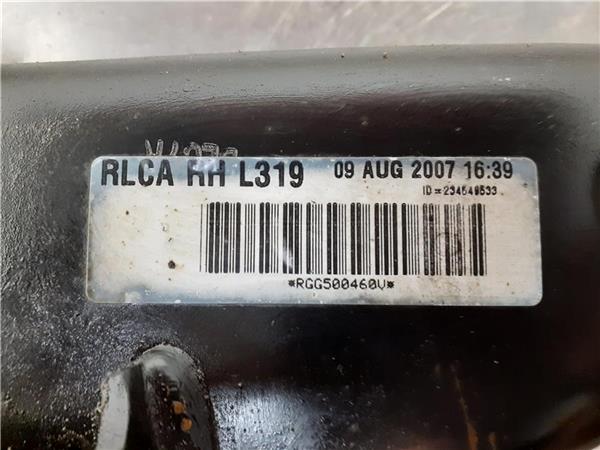 RLCA RH L319 09 AUG 2007 16:39
ID=234549533
*RGG500460V*